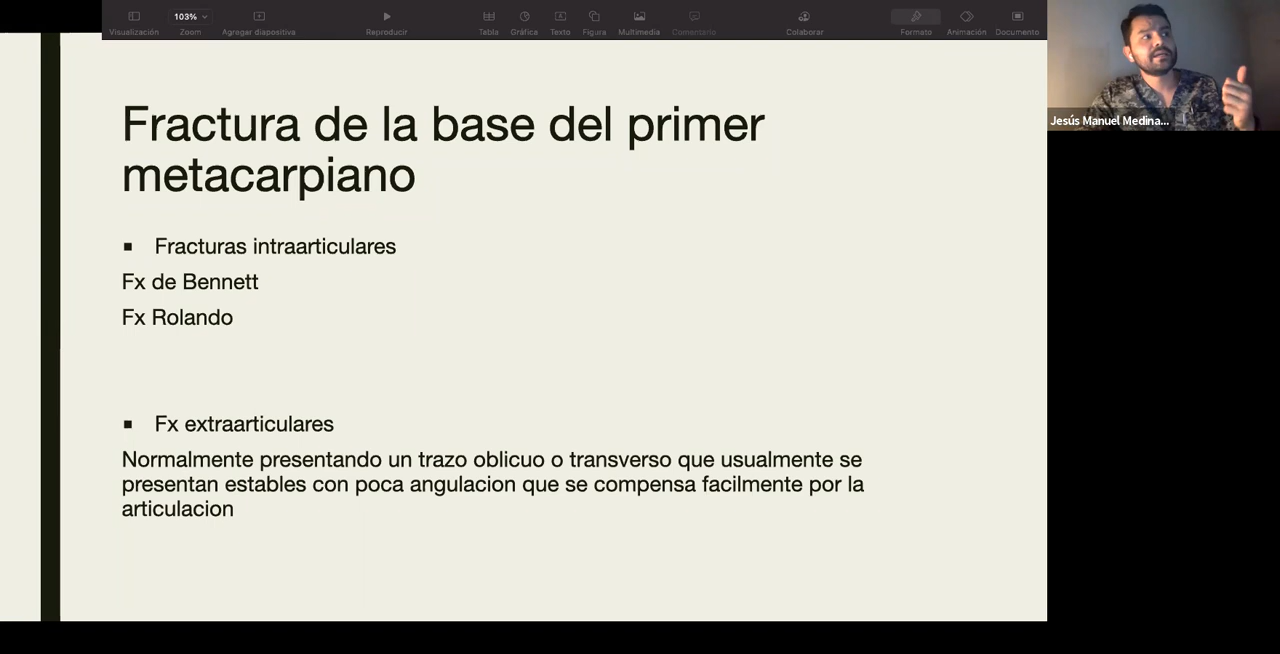 103%
Visualización
Zoom
Agregar diapositiva
Reproducir
Tabla
Gráfica
Texto
Figura
Multimedia
Comentario
Colaborar
Formato
Animación
Documento
Jesús Manuel Medina...
Fractura de la base del primer
metacarpiano
▪ Fracturas intraarticulares
Fx de Bennett
Fx Rolando
▪ Fx extraarticulares
Normalmente presentando un trazo oblicuo o transverso que usualmente se
presentan estables con poca angulacion que se compensa facilmente por la
articulacion